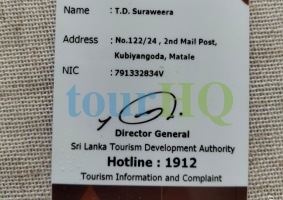 Name : T.D. Suraweera
Address : No.122/24 , 2nd Mail Post,
Kubiyangoda, Matale
NIC : 791332834V
tourHQ
Director General
Sri Lanka Tourism Development Authority
Hotline : 1912
Tourism Information and Complaint